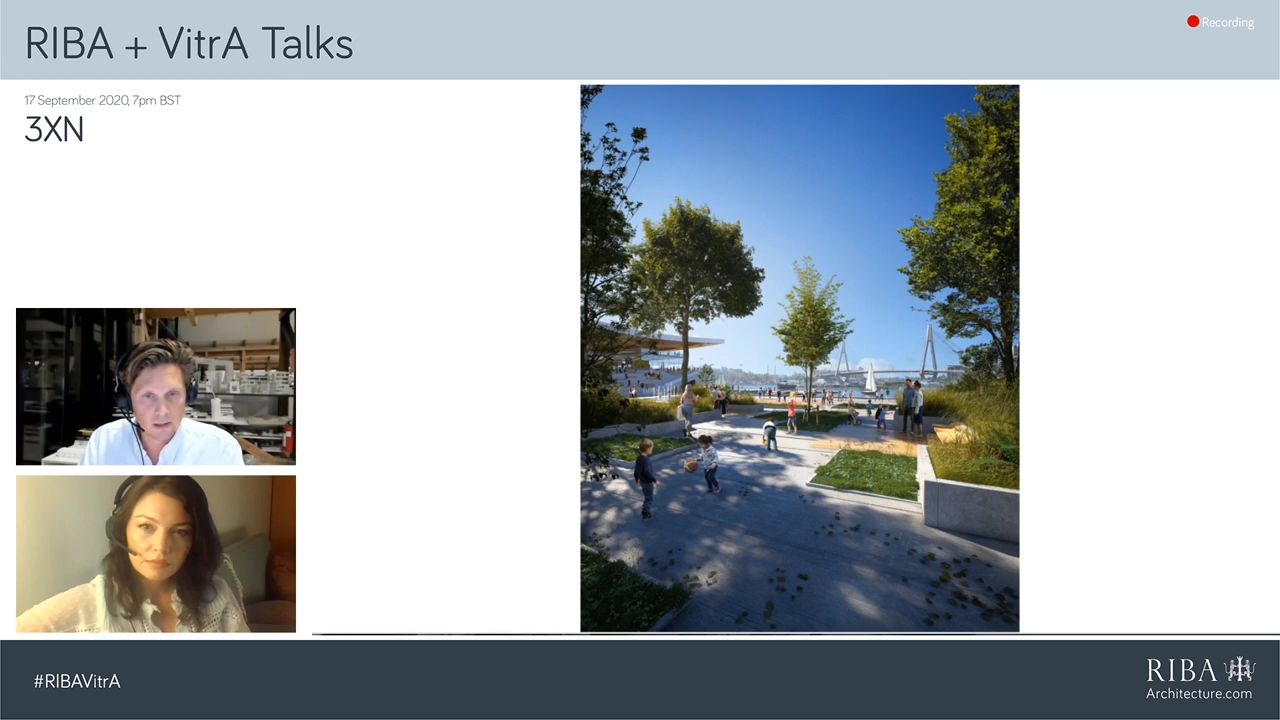 RIBA + VitrA Talks
Recording
17 September 2020, 7pm BST
3XN
#RIBAVitrA
RIBA
Architecture.com